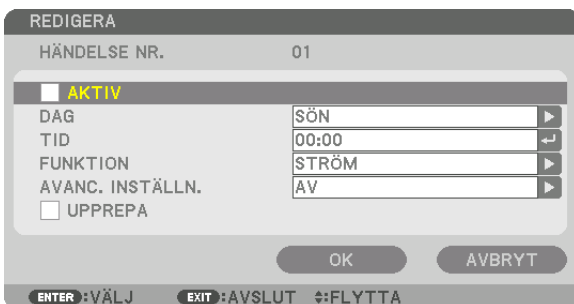 REDIGERA
HÄNDELSE NR. 01
AKTIV
DAG SÖN
TID 00:00
FUNKTION STRÖM
AVANC. INSTÄLLN. AV
UPPREPA
OK AVBRYT
ENTER:VÄLJ EXIT:AVSLUT :FLYTTA